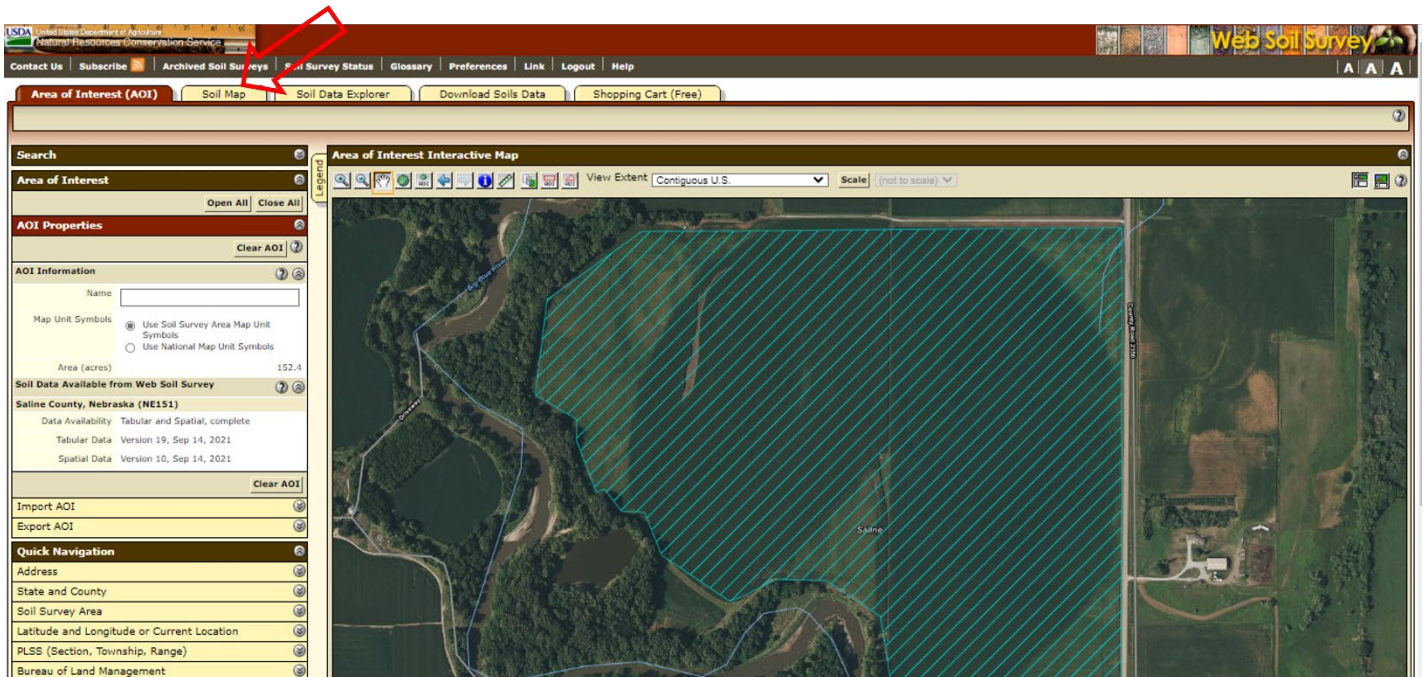 USDA United States Department of Agriculture
Natural Resources Conservation Service
Web Soil Survey
Contact Us | Subscribe | Archived Soil Surveys | Soil Survey Status | Glossary | Preferences | Link | Logout | Help
A A A
Area of Interest (AOI) Soil Map Soil Data Explorer Download Soils Data Shopping Cart (Free)
Search
Area of Interest
Open All Close All
AOI Properties
Clear AOI
AOI Information
Name
Map Unit Symbols
Use Soil Survey Area Map Unit
Symbols
Use National Map Unit Symbols
Area (acres) 152.4
Soil Data Available from Web Soil Survey
Saline County, Nebraska (NE151)
Data Availability Tabular and Spatial, complete
Tabular Data Version 19, Sep 14, 2021
Spatial Data Version 10, Sep 14, 2021
Clear AOI
Import AOI
Export AOI
Quick Navigation
Address
State and County
Soil Survey Area
Latitude and Longitude or Current Location
PLSS (Section, Township, Range)
Bureau of Land Management
Legend
Area of Interest Interactive Map
View Extent Contiguous U.S. Scale (not to scale)
Big Blue River
Driveway
Saline